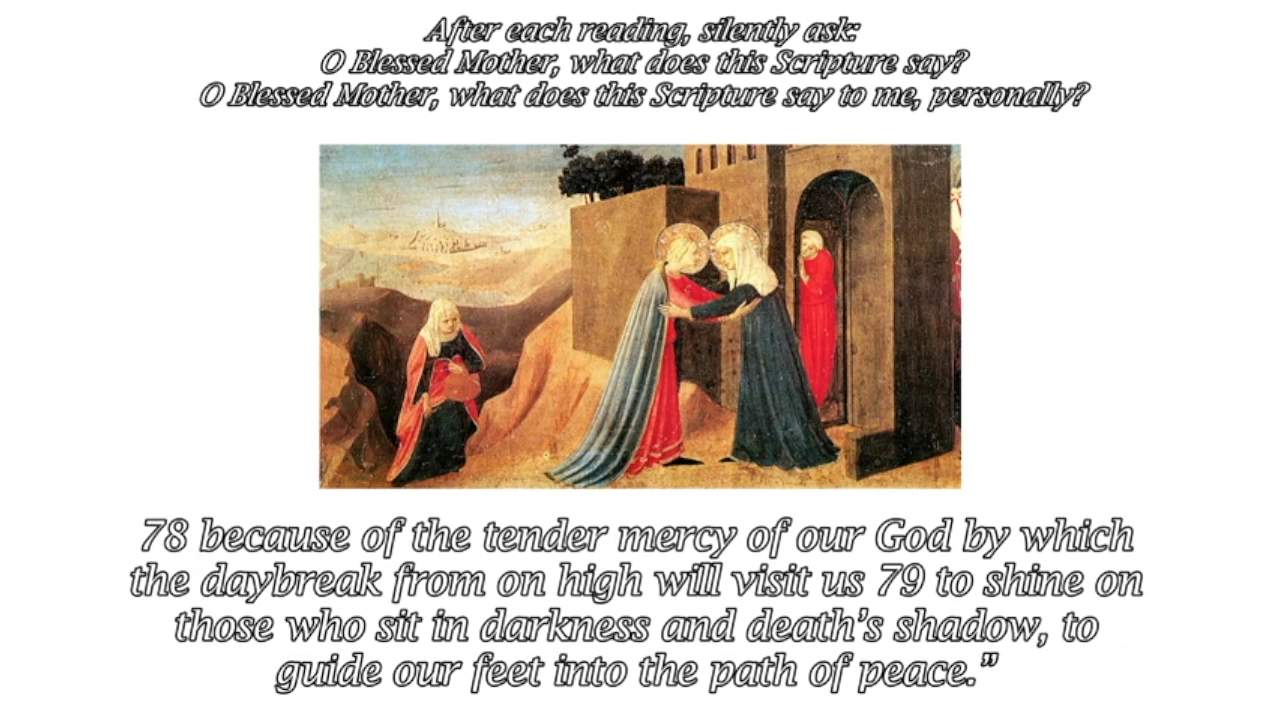 After each reading, silently ask:
O Blessed Mother, what does this Scripture say?
O Blessed Mother, what does this Scripture say to me, personally?
78 because of the tender mercy of our God by which
the daybreak from on high will visit us 79 to shine on
those who sit in darkness and death’s shadow, to
guide our feet into the path of peace.”